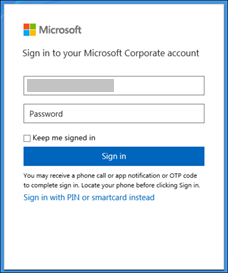 Microsoft
Sign in to your Microsoft Corporate account
Password
Keep me signed in
Sign in
You may receive a phone call or app notification or OTP code
to complete sign in. Locate your phone before clicking Sign in.
Sign in with PIN or smartcard instead